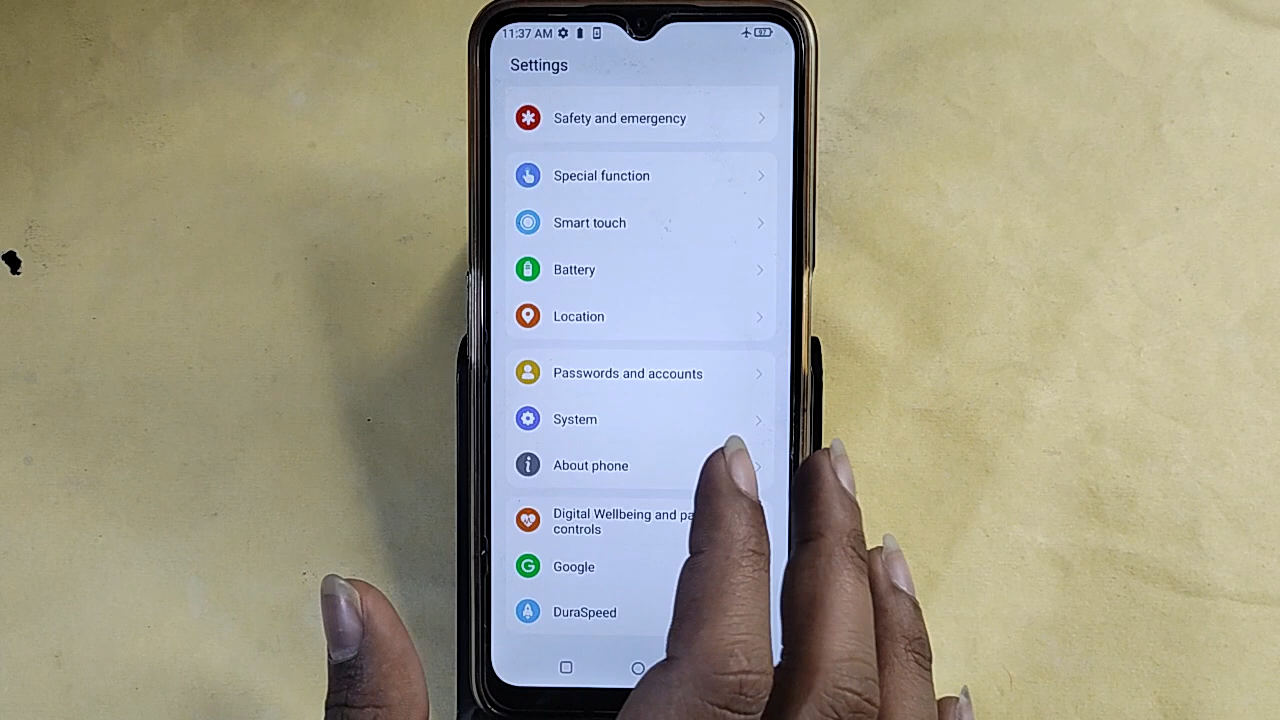 11:37 AM
97
Settings
Safety and emergency
Special function
Smart touch
Battery
Location
Passwords and accounts
System
About phone
Digital Wellbeing and pa
controls
Google
DuraSpeed